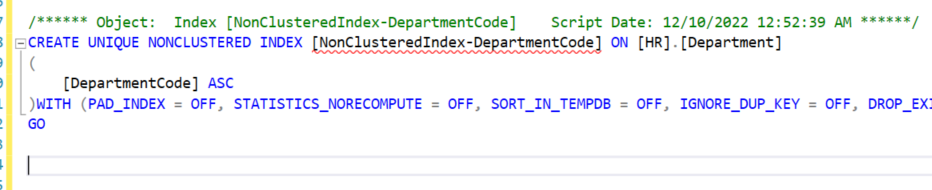 /****** Object:  Index [NonClusteredIndex-DepartmentCode]    Script Date: 12/10/2022 12:52:39 AM ******/
CREATE UNIQUE NONCLUSTERED INDEX [NonClusteredIndex-DepartmentCode] ON [HR].[Department]
(
    [DepartmentCode] ASC
)WITH (PAD_INDEX = OFF, STATISTICS_NORECOMPUTE = OFF, SORT_IN_TEMPDB = OFF, IGNORE_DUP_KEY = OFF, DROP_EXI
GO